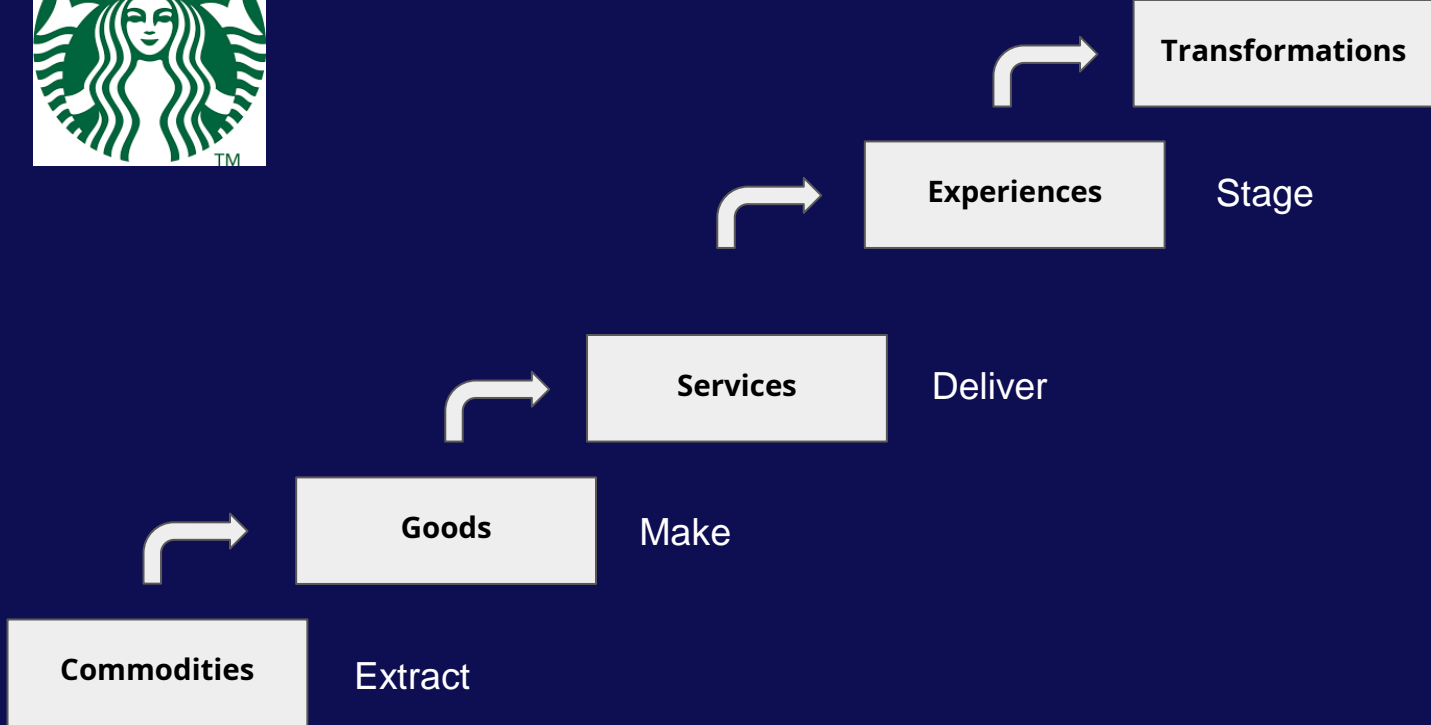 TM
Transformations
Experiences
Stage
Services
Deliver
Goods
Make
Commodities
Extract